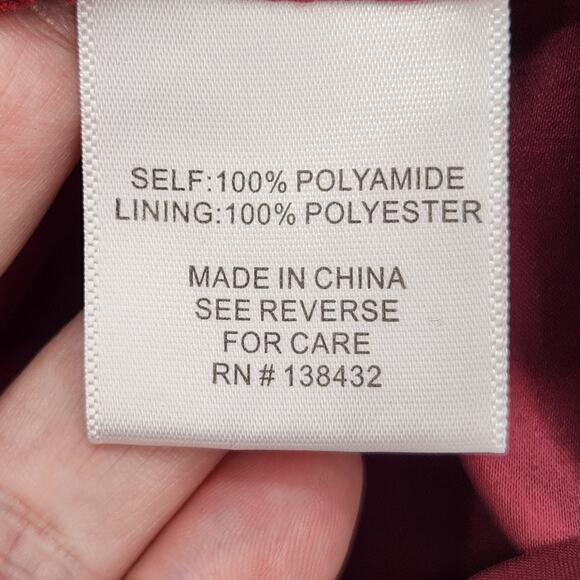 SELF:100% POLYAMIDE
LINING:100% POLYESTER
MADE IN CHINA
SEE REVERSE
FOR CARE
RN # 138432